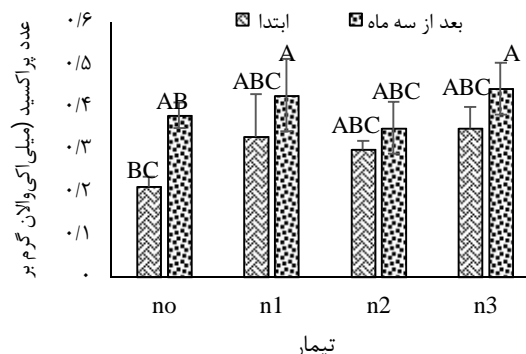 ابتدا
بعد از سه ماه
عدد پراکسید (میلی‌اکی‌والان گرم بر
۰/۶
۰/۵
۰/۴
۰/۳
۰/۲
۰/۱
۰
BC
AB
ABC
A
ABC
ABC
ABC
A
no
n1
n2
n3
تیمار